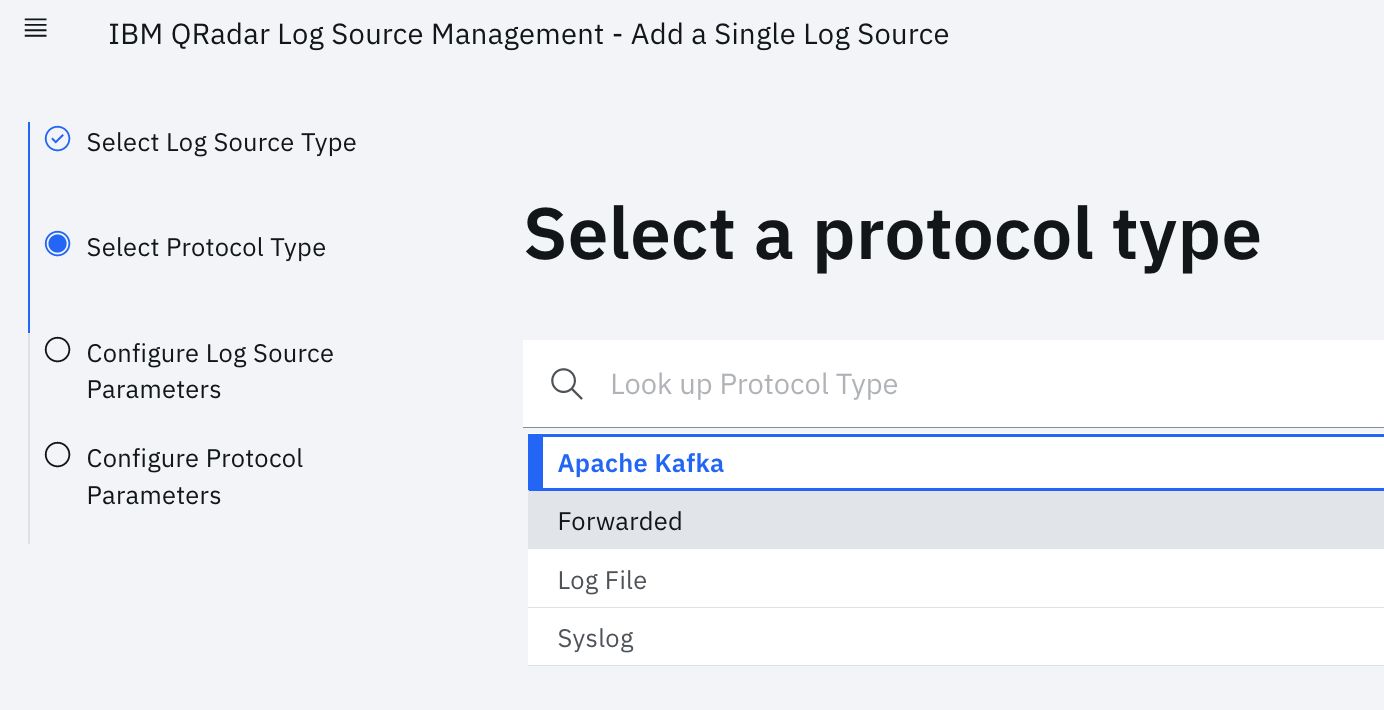 IBM QRadar Log Source Management - Add a Single Log Source
Select Log Source Type
Select Protocol Type
Configure Log Source
Parameters
Configure Protocol
Parameters
Select a protocol type
Look up Protocol Type
Apache Kafka
Forwarded
Log File
Syslog